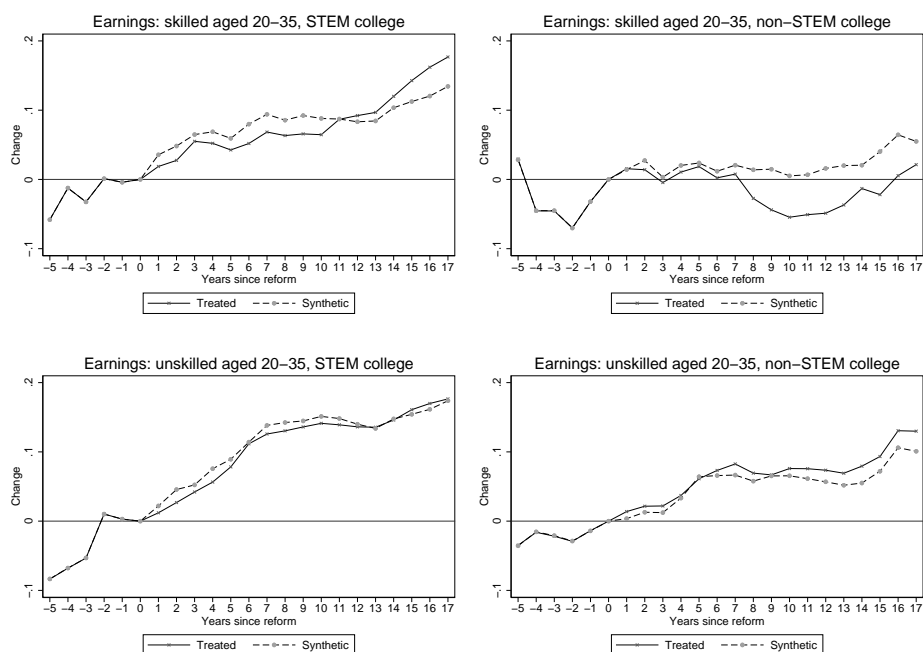 Earnings: skilled aged 20−35, STEM college
.2
.1
0
−.1
Change
−5 −4 −3 −2 −1 0 1 2 3 4 5 6 7 8 9 10 11 12 13 14 15 16 17
Years since reform
Treated Synthetic
Earnings: skilled aged 20−35, non−STEM college
.2
.1
0
−.1
Change
−5 −4 −3 −2 −1 0 1 2 3 4 5 6 7 8 9 10 11 12 13 14 15 16 17
Years since reform
Treated Synthetic
Earnings: unskilled aged 20−35, STEM college
.2
.1
0
−.1
Change
−5 −4 −3 −2 −1 0 1 2 3 4 5 6 7 8 9 10 11 12 13 14 15 16 17
Years since reform
Treated Synthetic
Earnings: unskilled aged 20−35, non−STEM college
.2
.1
0
−.1
Change
−5 −4 −3 −2 −1 0 1 2 3 4 5 6 7 8 9 10 11 12 13 14 15 16 17
Years since reform
Treated Synthetic